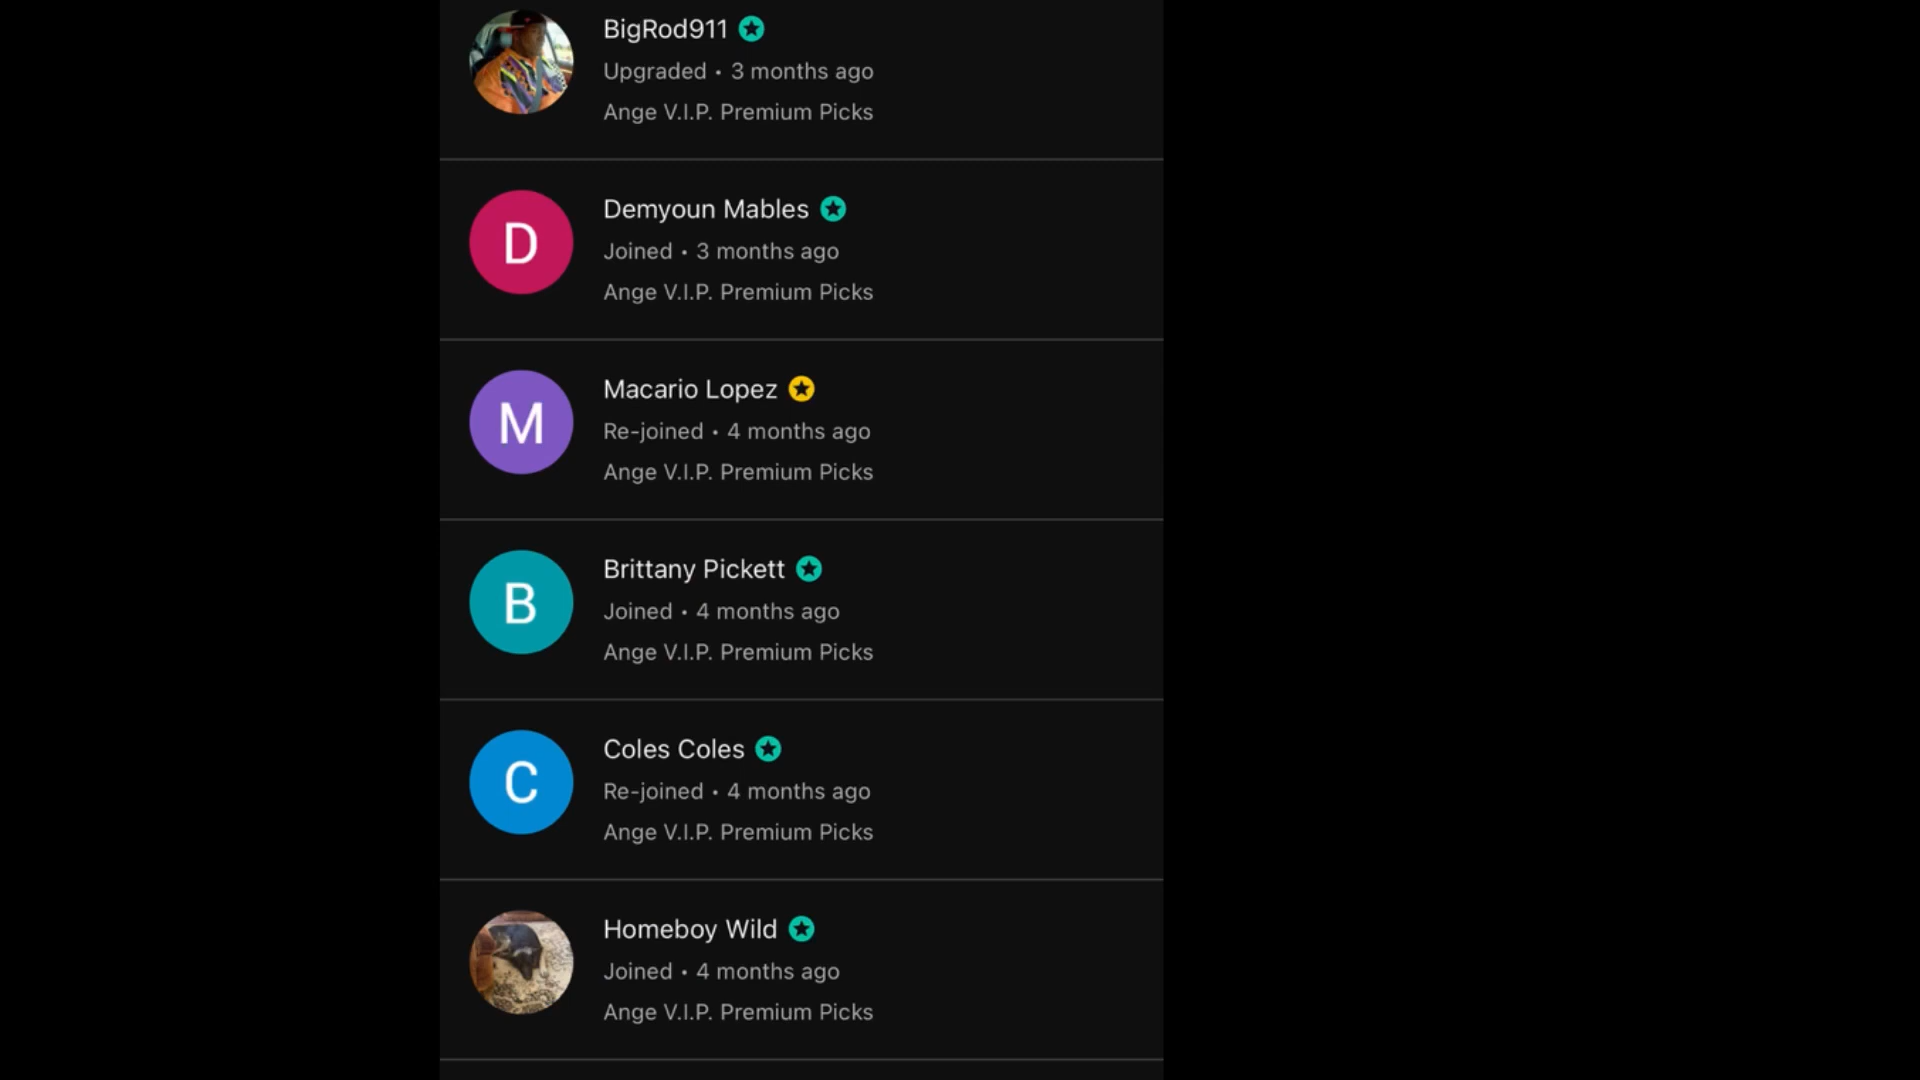 BigRod911
Upgraded • 3 months ago
Ange V.I.P. Premium Picks
D
Demyoun Mables
Joined • 3 months ago
Ange V.I.P. Premium Picks
M
Macario Lopez
Re-joined • 4 months ago
Ange V.I.P. Premium Picks
B
Brittany Pickett
Joined • 4 months ago
Ange V.I.P. Premium Picks
C
Coles Coles
Re-joined • 4 months ago
Ange V.I.P. Premium Picks
Homeboy Wild
Joined • 4 months ago
Ange V.I.P. Premium Picks